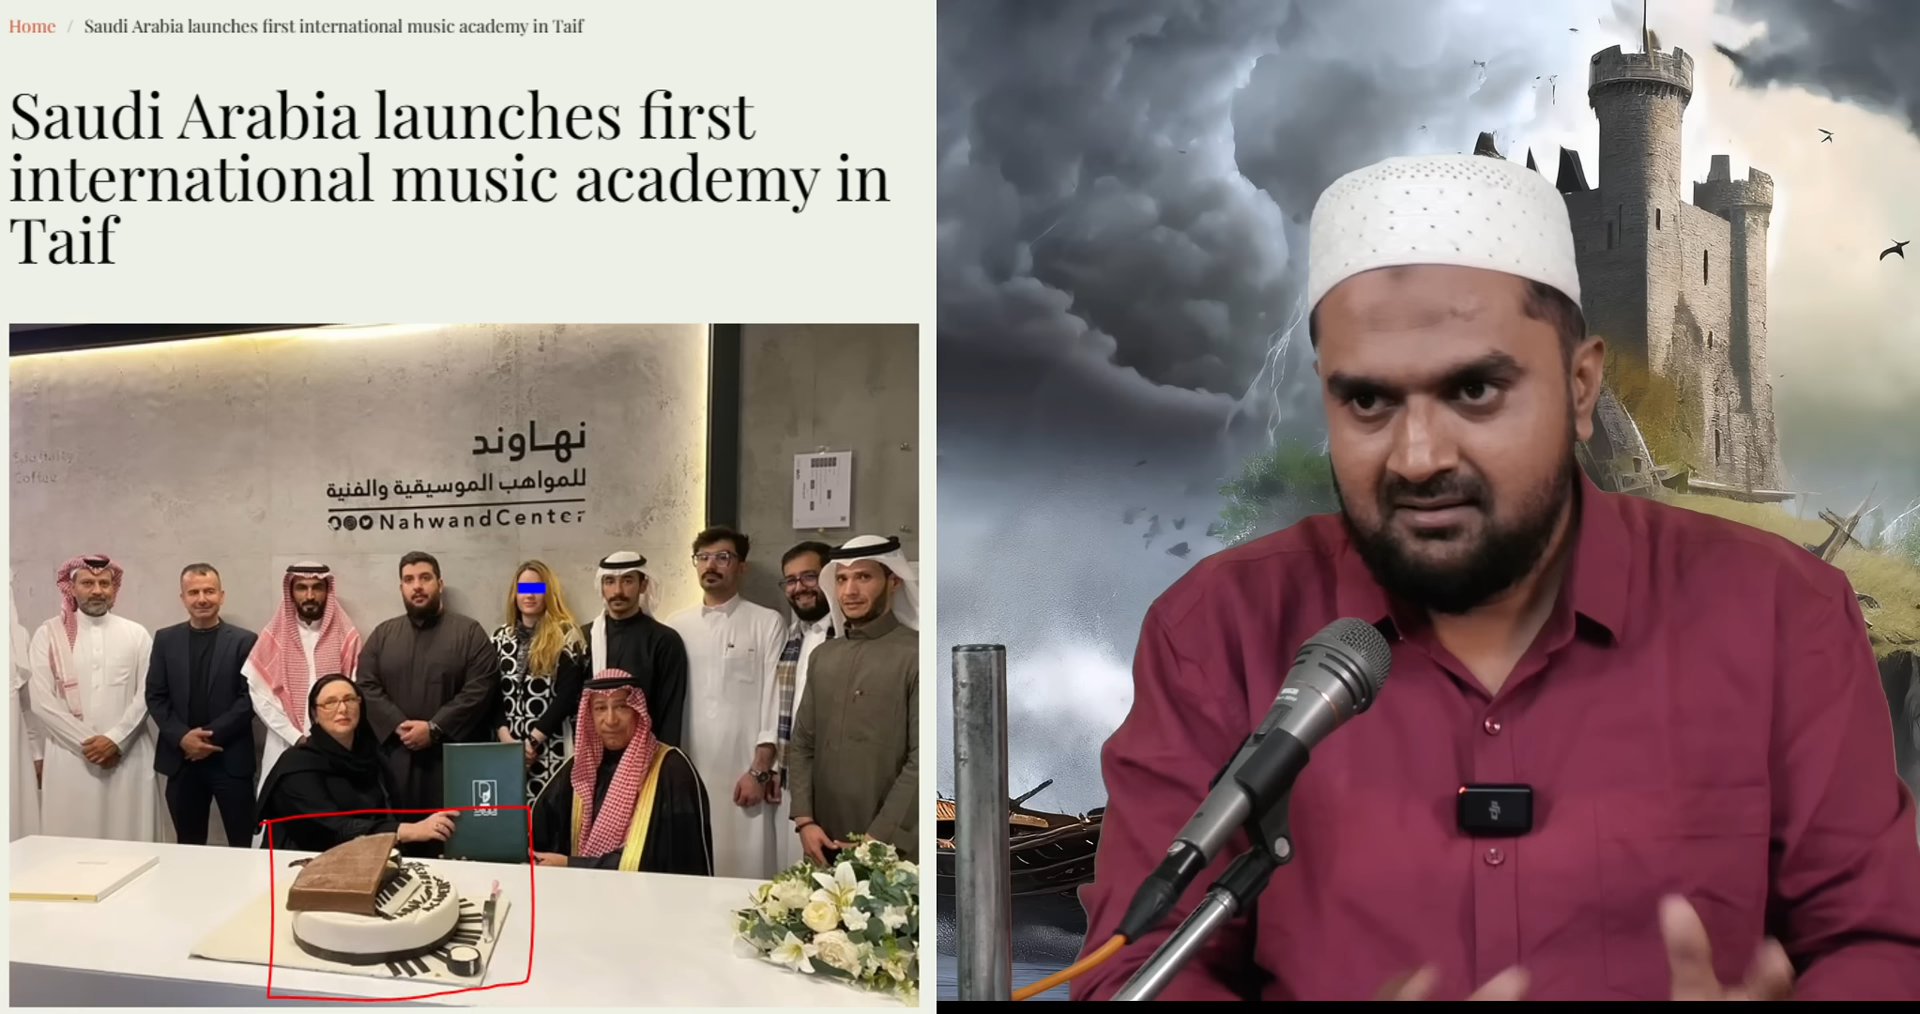 Home / Saudi Arabia launches first international music academy in Taif
Saudi Arabia launches first
international music academy in
Taif
نهاوند
للمواهب الموسيقية والفنية
NahwandCenter
Coffee